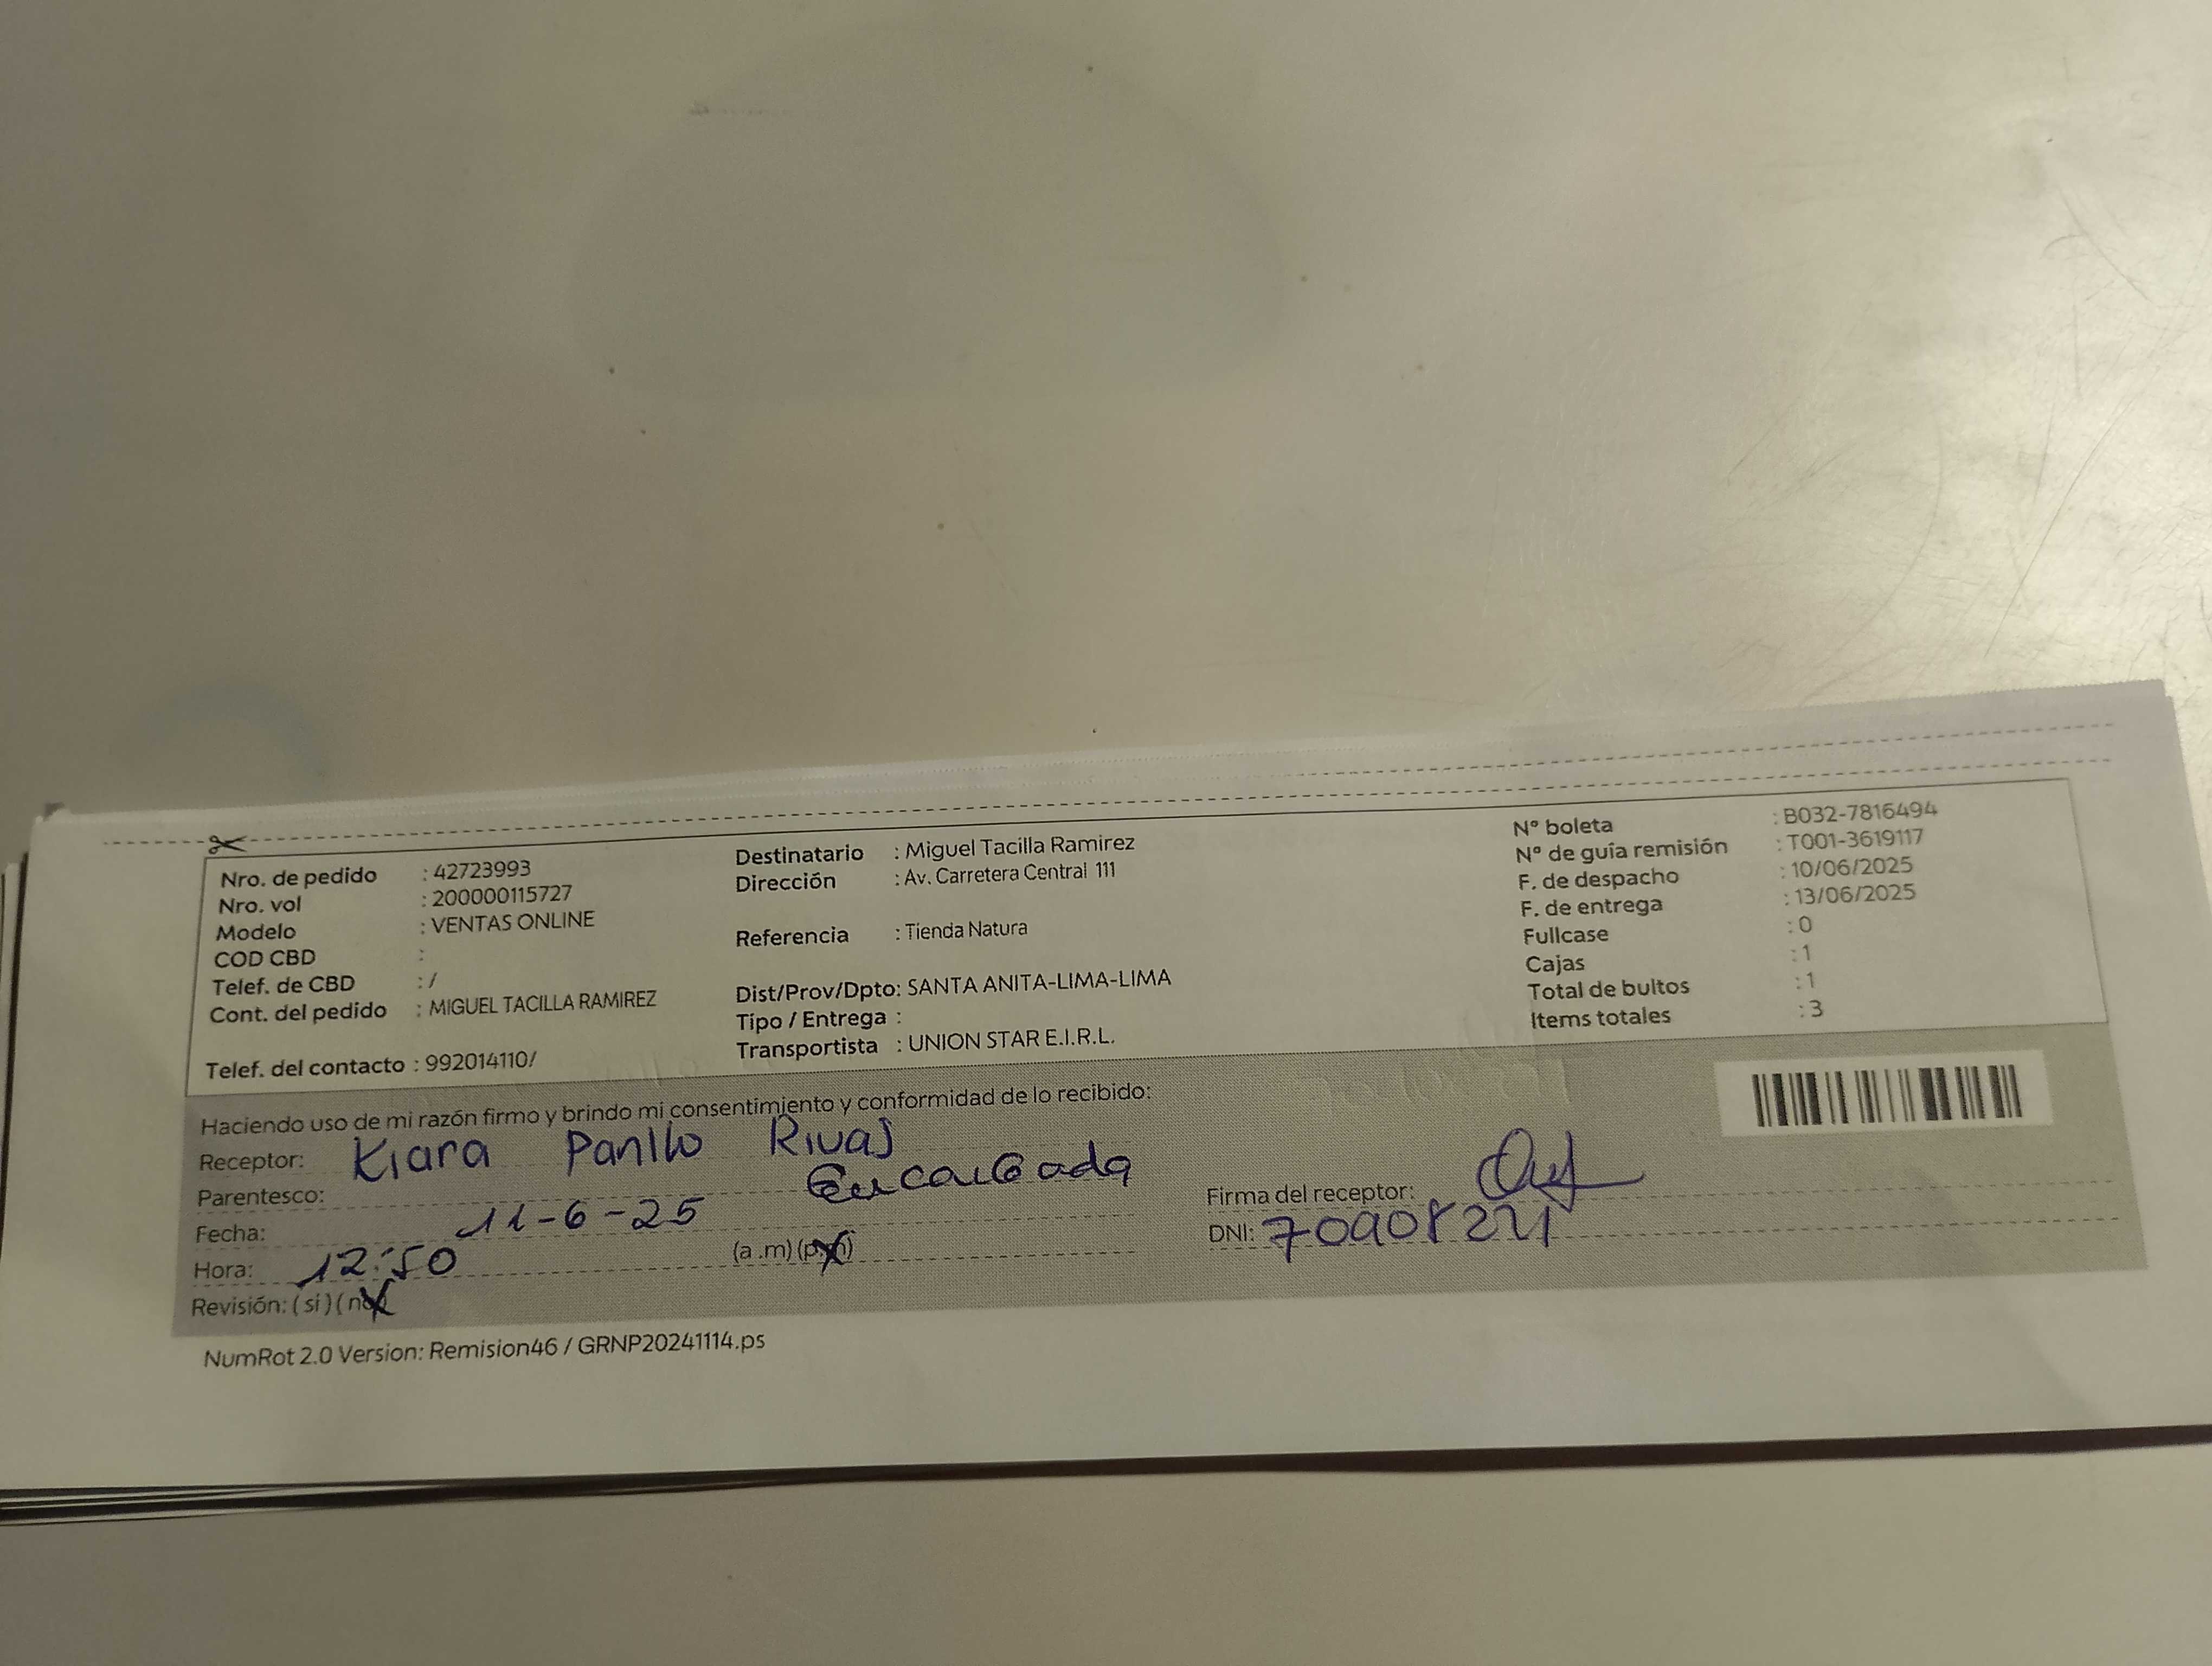 Nro. de pedido : 42723993
Nro. vol : 200000115727
Modelo : VENTAS ONLINE
COD CBD :
Telef. de CBD : /
Cont. del pedido : MIGUEL TACILLA RAMIREZ
Telef. del contacto : 992014110/
Destinatario : Miguel Tacilla Ramirez
Dirección : Av. Carretera Central 111
Referencia : Tienda Natura
Dist/Prov/Dpto: SANTA ANITA-LIMA-LIMA
Tipo / Entrega :
Transportista : UNION STAR E.I.R.L.
N° boleta : B032-7816494
N° de guía remisión : T001-3619117
F. de despacho : 10/06/2025
F. de entrega : 13/06/2025
Fullcase : 0
Cajas : 1
Total de bultos : 1
Items totales : 3
Haciendo uso de mi razón firmo y brindo mi consentimiento y conformidad de lo recibido:
Receptor: Kiara Rivas
Parentesco: Encargada
Fecha: 11-6-25
Hora: 12:50 (a .m) (p.m)
Revisión: ( si ) ( no )
Firma del receptor:
DNI:
NumRot 2.0 Version: Remision46 / GRNP20241114.ps